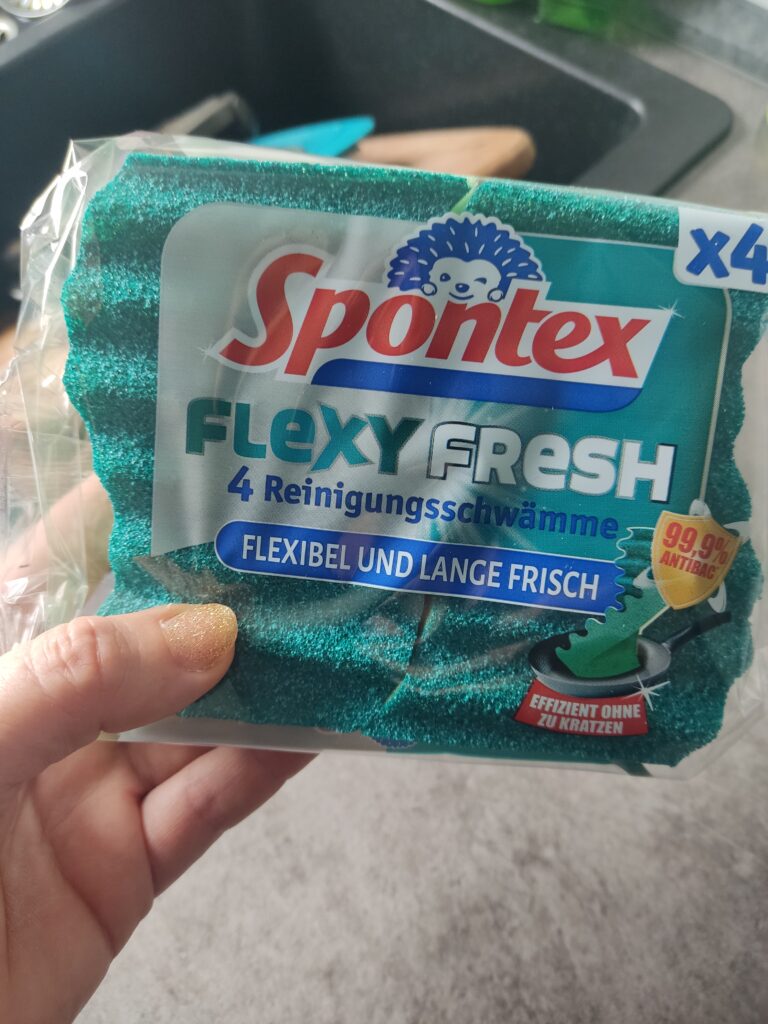 x4
Spontex
FLEXY FRESH
4 Reinigungsschwämme
FLEXIBEL UND LANGE FRISCH
99,9%
ANTIBAC
EFFIZIENT OHNE
ZU KRATZEN